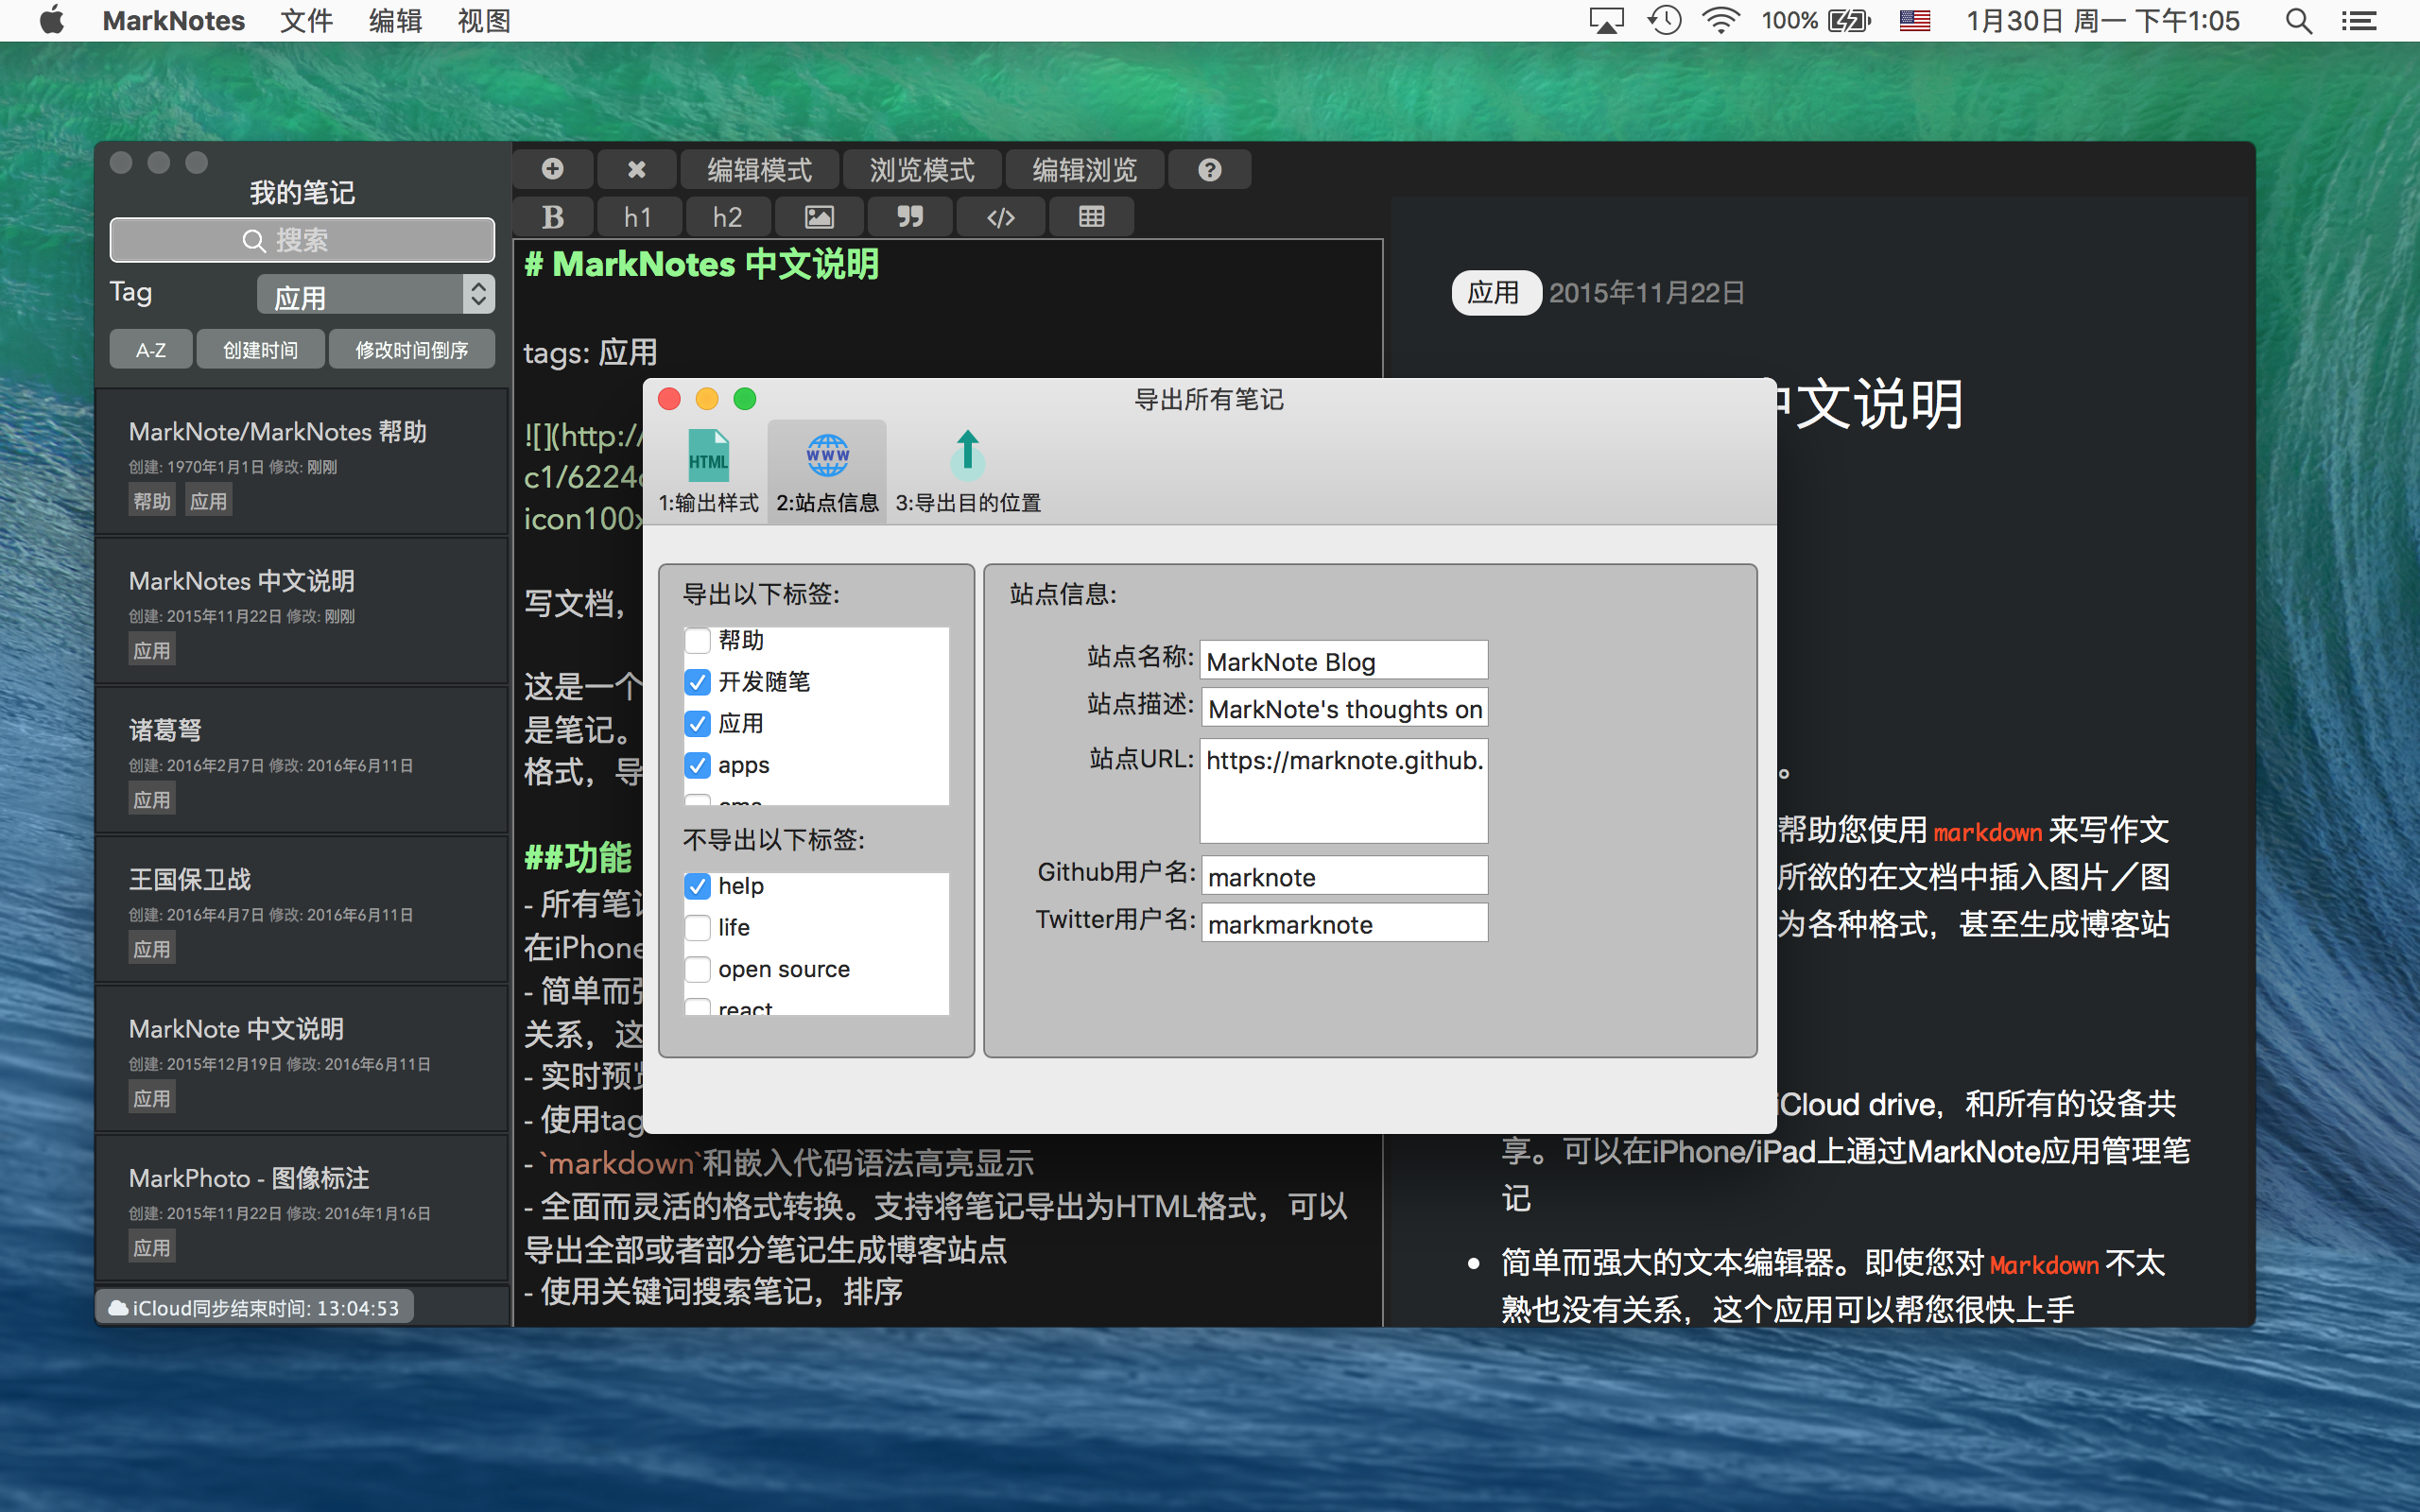 MarkNotes 文件 编辑 视图 100% 1月30日 周一 下午1:05
我的笔记
搜索
Tag 应用
A-Z 创建时间 修改时间倒序
MarkNote/MarkNotes 帮助
创建: 1970年1月1日 修改: 刚刚
帮助 应用
MarkNotes 中文说明
创建: 2015年11月22日 修改: 刚刚
应用
诸葛弩
创建: 2016年2月7日 修改: 2016年6月11日
应用
王国保卫战
创建: 2016年4月7日 修改: 2016年6月11日
应用
MarkNote 中文说明
创建: 2015年12月19日 修改: 2016年6月11日
应用
MarkPhoto - 图像标注
创建: 2015年11月22日 修改: 2016年1月16日
应用
iCloud同步结束时间: 13:04:53
编辑模式 浏览模式 编辑浏览 ?
B h1 h2 </>
# MarkNotes 中文说明
tags: 应用
![](http://
c1/6224
icon100x
写文档，
这是一个
是笔记。
格式，导
##功能
- 所有笔记
在iPhone
- 简单而强
关系，这
- 实时预览
- 使用tag
- `markdown`和嵌入代码语法高亮显示
- 全面而灵活的格式转换。支持将笔记导出为HTML格式，可以
导出全部或者部分笔记生成博客站点
- 使用关键词搜索笔记，排序
导出所有笔记
HTML WWW
1:输出样式 2:站点信息 3:导出目的位置
导出以下标签:
帮助
开发随笔
应用
apps
不导出以下标签:
help
life
open source
react
站点信息:
站点名称: MarkNote Blog
站点描述: MarkNote's thoughts on
站点URL: https://marknote.github.
Github用户名: marknote
Twitter用户名: markmarknote
应用 2015年11月22日
中文说明
。
帮助您使用 markdown 来写作文
所欲的在文档中插入图片／图
为各种格式，甚至生成博客站
iCloud drive，和所有的设备共
享。可以在iPhone/iPad上通过MarkNote应用管理笔
记
• 简单而强大的文本编辑器。即使您对 Markdown 不太
熟也没有关系，这个应用可以帮您很快上手